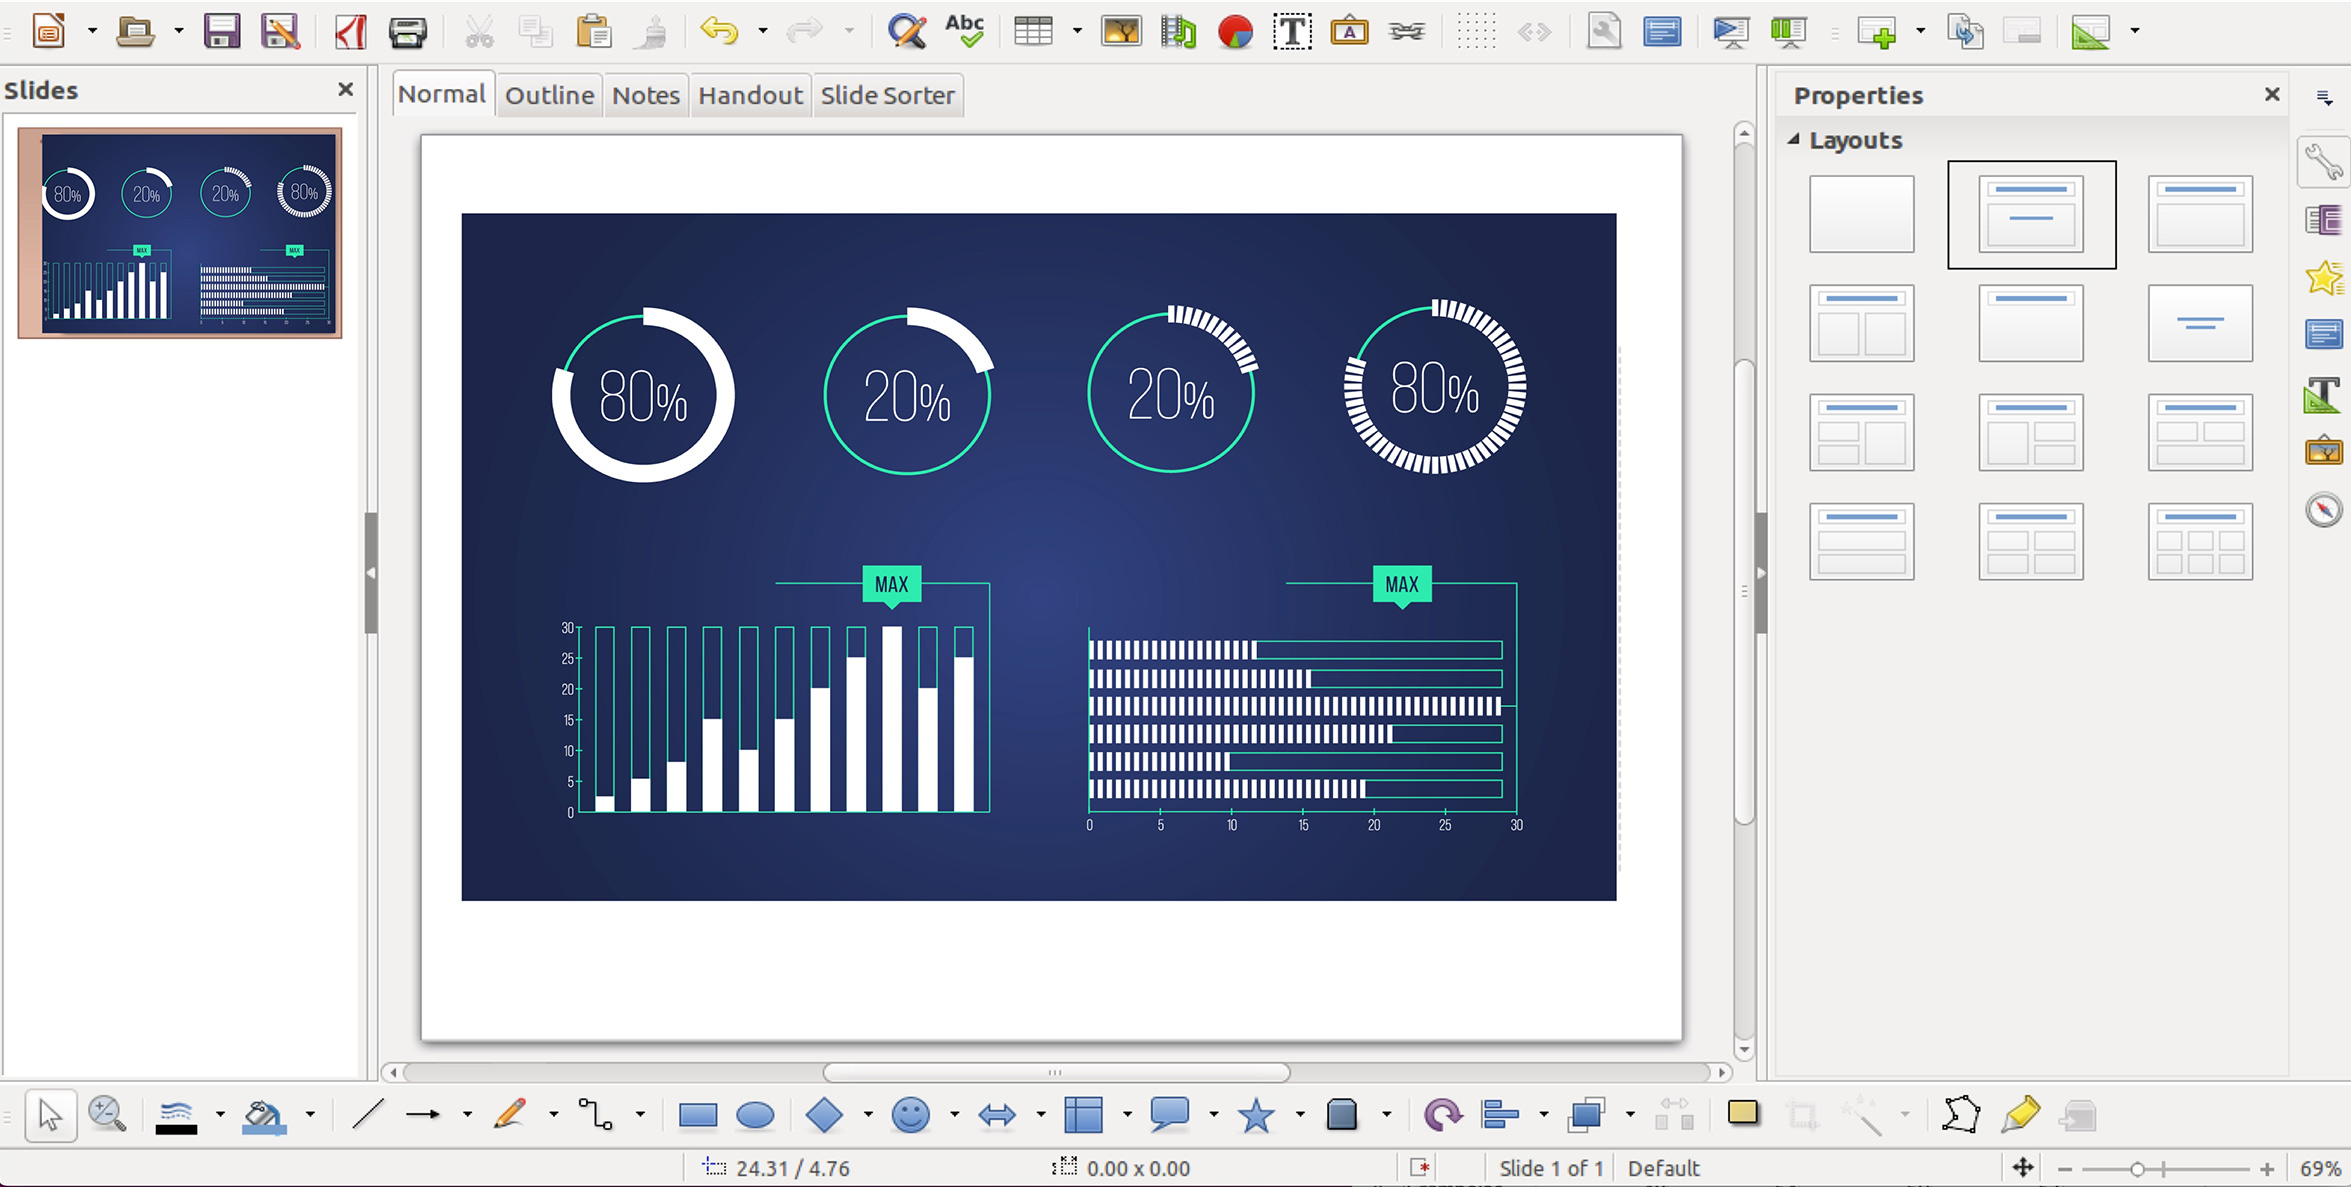 Abc
T
A
Slides
Normal
Outline
Notes
Handout
Slide Sorter
Properties
Layouts
80%
20%
20%
80%
MAX
MAX
80%
20%
20%
80%
MAX
MAX
30
25
20
15
10
5
0
0
5
10
15
20
25
30
24.31 / 4.76
0.00 x 0.00
Slide 1 of 1
Default
69%